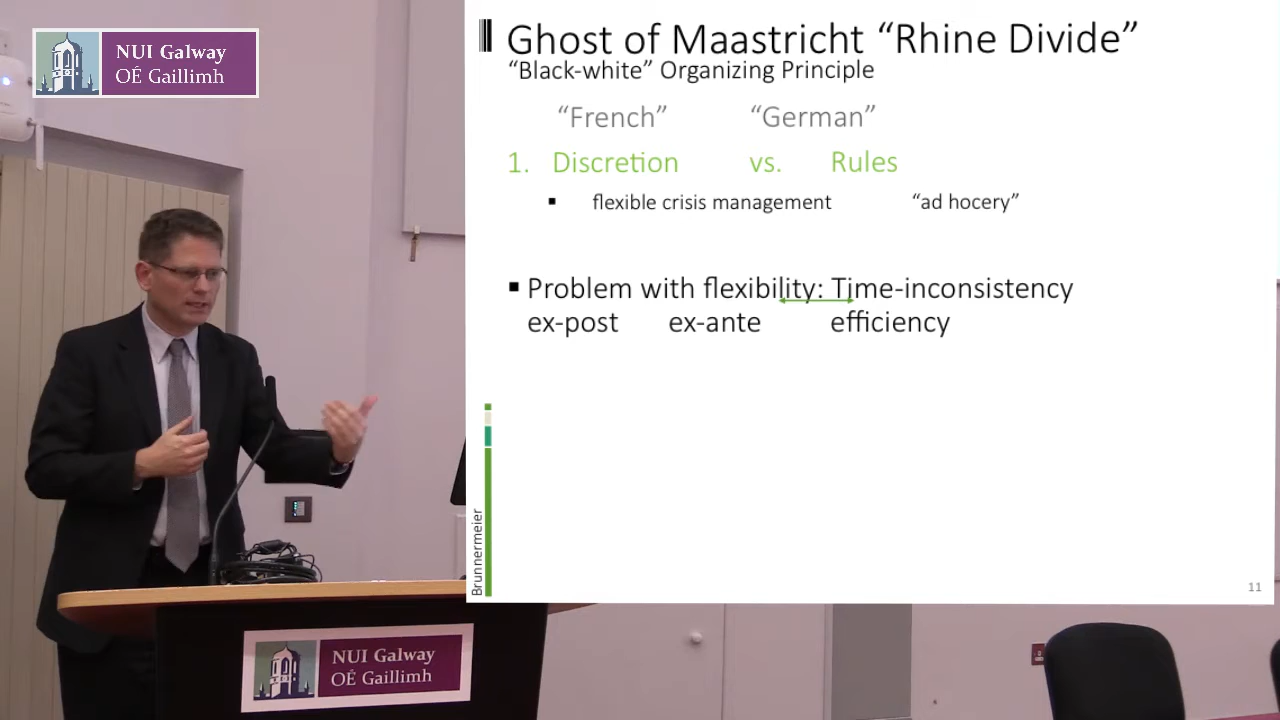 NUI Galway
OÉ Gaillimh
Ghost of Maastricht “Rhine Divide”
“Black-white” Organizing Principle
“French” “German”
1. Discretion vs. Rules
▪ flexible crisis management “ad hocery”
▪ Problem with flexibility: Time-inconsistency
ex-post ex-ante efficiency
Brunnermeier
11
NUI Galway
OÉ Gaillimh